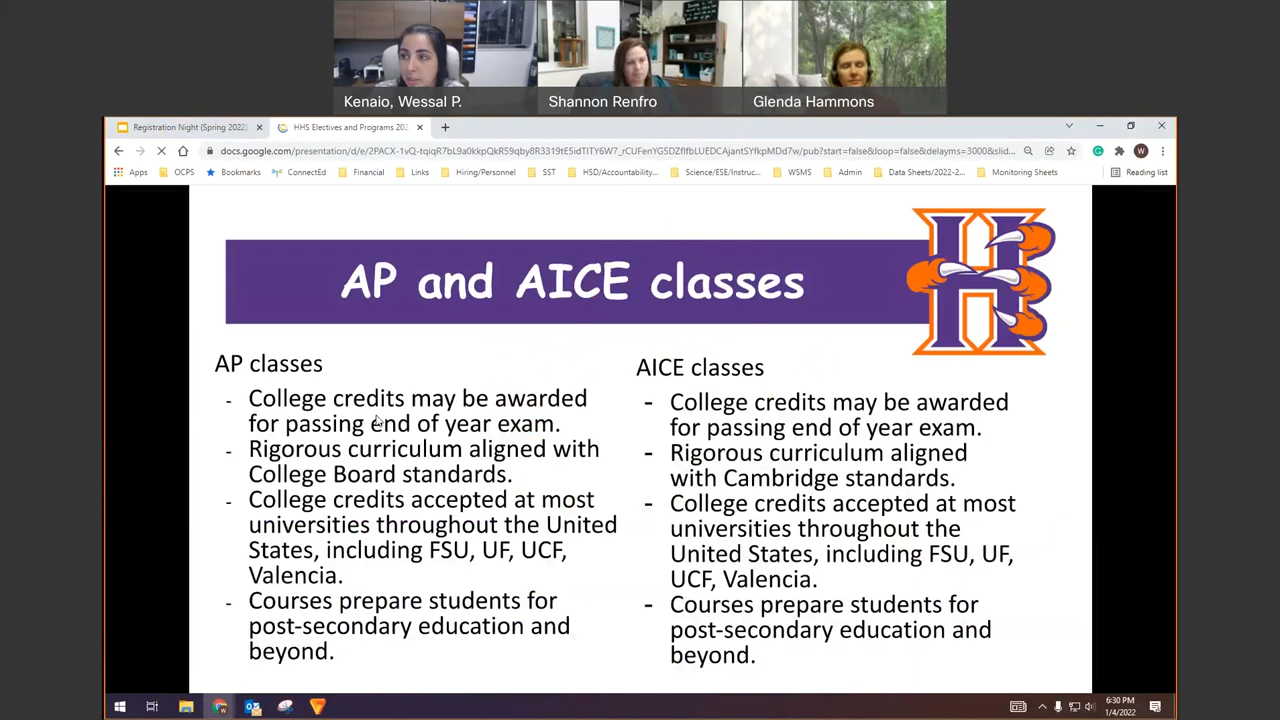 Kenaio, Wessal P.
Shannon Renfro
Glenda Hammons
Registration Night (Spring 2022)
HHS Electives and Programs 202
docs.google.com/presentation/d/e/2PACX-1vQ-tqiqR7bL9a0kkpQkR59qby8R3319tE5idTITY6W7_rCUFenYG5DZflfbLUEDCAjantSYfkpMDd7w/pub?start=false&loop=false&delayms=3000&slid...
Apps
OCPS
Bookmarks
ConnectEd
Financial
Links
Hiring/Personnel
SST
HSD/Accountability...
Science/ESE/Instruc...
WSMS
Admin
Data Sheets/2022-2...
Monitoring Sheets
Reading list
AP and AICE classes
H
AP classes
- College credits may be awarded
for passing end of year exam.
- Rigorous curriculum aligned with
College Board standards.
- College credits accepted at most
universities throughout the United
States, including FSU, UF, UCF,
Valencia.
- Courses prepare students for
post-secondary education and
beyond.
AICE classes
- College credits may be awarded
for passing end of year exam.
- Rigorous curriculum aligned
with Cambridge standards.
- College credits accepted at most
universities throughout the
United States, including FSU, UF,
UCF, Valencia.
- Courses prepare students for
post-secondary education and
beyond.
6:30 PM
1/4/2022